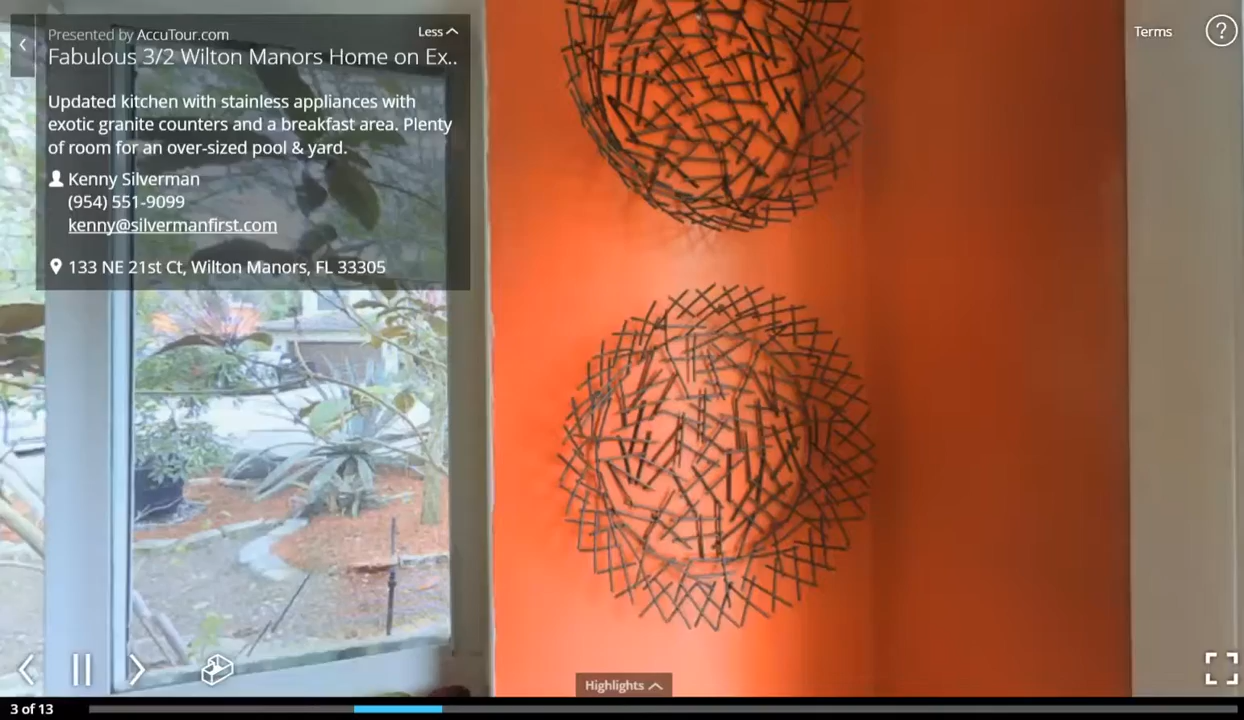 Presented by AccuTour.com
Less
Terms
?
Fabulous 3/2 Wilton Manors Home on Ex..
Updated kitchen with stainless appliances with
exotic granite counters and a breakfast area. Plenty
of room for an over-sized pool & yard.
Kenny Silverman
(954) 551-9099
kenny@silvermanfirst.com
133 NE 21st Ct, Wilton Manors, FL 33305
Highlights
3 of 13